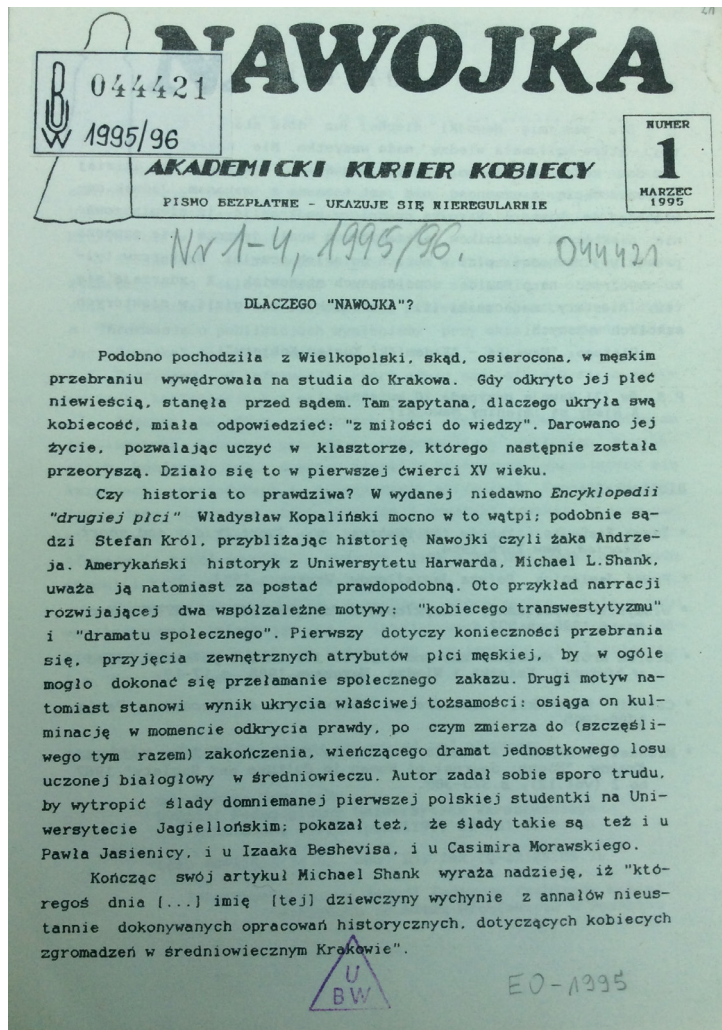 NAWOJKA
BUW 044421
1995/96
AKADEMICKI KURIER KOBIECY
PISMO BEZPŁATNE - UKAZUJE SIĘ NIEREGULARNIE
NUMER
1
MARZEC
1995
Nr 1-4, 1995/96. 044421
DLACZEGO "NAWOJKA"?
Podobno pochodziła z Wielkopolski, skąd, osierocona, w męskim
przebraniu wywędrowała na studia do Krakowa. Gdy odkryto jej płeć
niewieścią, stanęła przed sądem. Tam zapytana, dlaczego ukryła swą
kobiecość, miała odpowiedzieć: "z miłości do wiedzy". Darowano jej
życie, pozwalając uczyć w klasztorze, którego następnie została
przeoryszą. Działo się to w pierwszej ćwierci XV wieku.
Czy historia to prawdziwa? W wydanej niedawno Encyklopedii
"drugiej płci" Władysław Kopaliński mocno w to wątpi; podobnie są-
dzi Stefan Król, przybliżając historię Nawojki czyli żaka Andrze-
ja. Amerykański historyk z Uniwersytetu Harwarda, Michael L.Shank,
uważa ją natomiast za postać prawdopodobną. Oto przykład narracji
rozwijającej dwa współzależne motywy: "kobiecego transwestytyzmu"
i "dramatu społecznego". Pierwszy dotyczy konieczności przebrania
się, przyjęcia zewnętrznych atrybutów płci męskiej, by w ogóle
mogło dokonać się przełamanie społecznego zakazu. Drugi motyw na-
tomiast stanowi wynik ukrycia właściwej tożsamości: osiąga on kul-
minację w momencie odkrycia prawdy, po czym zmierza do (szczęśli-
wego tym razem) zakończenia, wieńczącego dramat jednostkowego losu
uczonej białogłowy w średniowieczu. Autor zadał sobie sporo trudu,
by wytropić ślady domniemanej pierwszej polskiej studentki na Uni-
wersytecie Jagiellońskim; pokazał też, że ślady takie są też i u
Pawła Jasienicy, i u Izaaka Beshevisa, i u Casimira Morawskiego.
Kończąc swój artykuł Michael Shank wyraża nadzieję, iż "któ-
regoś dnia [...] imię [tej] dziewczyny wychynie z annałów nieus-
tannie dokonywanych opracowań historycznych, dotyczących kobiecych
zgromadzeń w średniowiecznym Krakowie".
U
BW
EO-1995